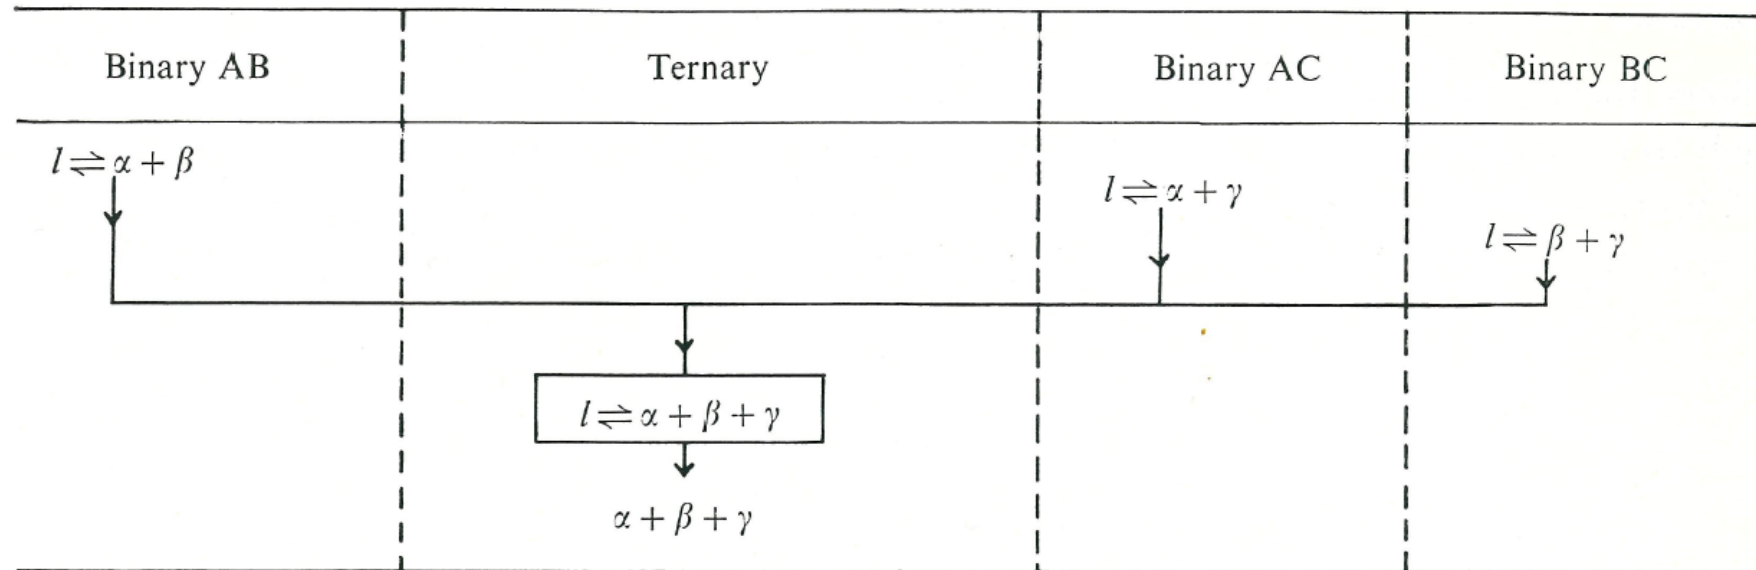 Binary AB Ternary Binary AC Binary BC
l ⇌ α + β
l ⇌ α + γ
l ⇌ β + γ
l ⇌ α + β + γ
α + β + γ